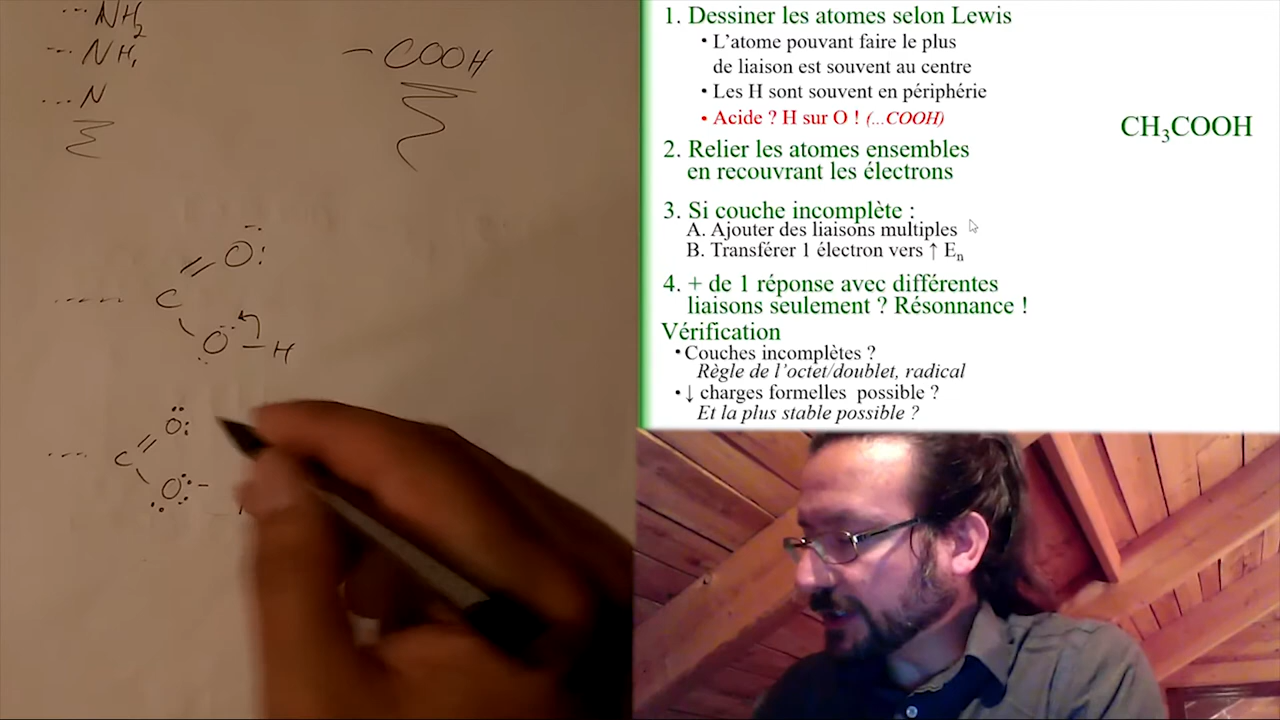 ... NH2
... NH,
... N
- COOH
O
C
O - H
O
C
O -
1. Dessiner les atomes selon Lewis
• L'atome pouvant faire le plus
de liaison est souvent au centre
• Les H sont souvent en périphérie
• Acide ? H sur O ! (...COOH)
2. Relier les atomes ensembles
en recouvrant les électrons
3. Si couche incomplète :
A. Ajouter des liaisons multiples
B. Transférer 1 électron vers ↑ En
4. + de 1 réponse avec différentes
liaisons seulement ? Résonnance !
Vérification
• Couches incomplètes ?
Règle de l'octet/doublet, radical
• ↓ charges formelles possible ?
Et la plus stable possible ?
CH3COOH